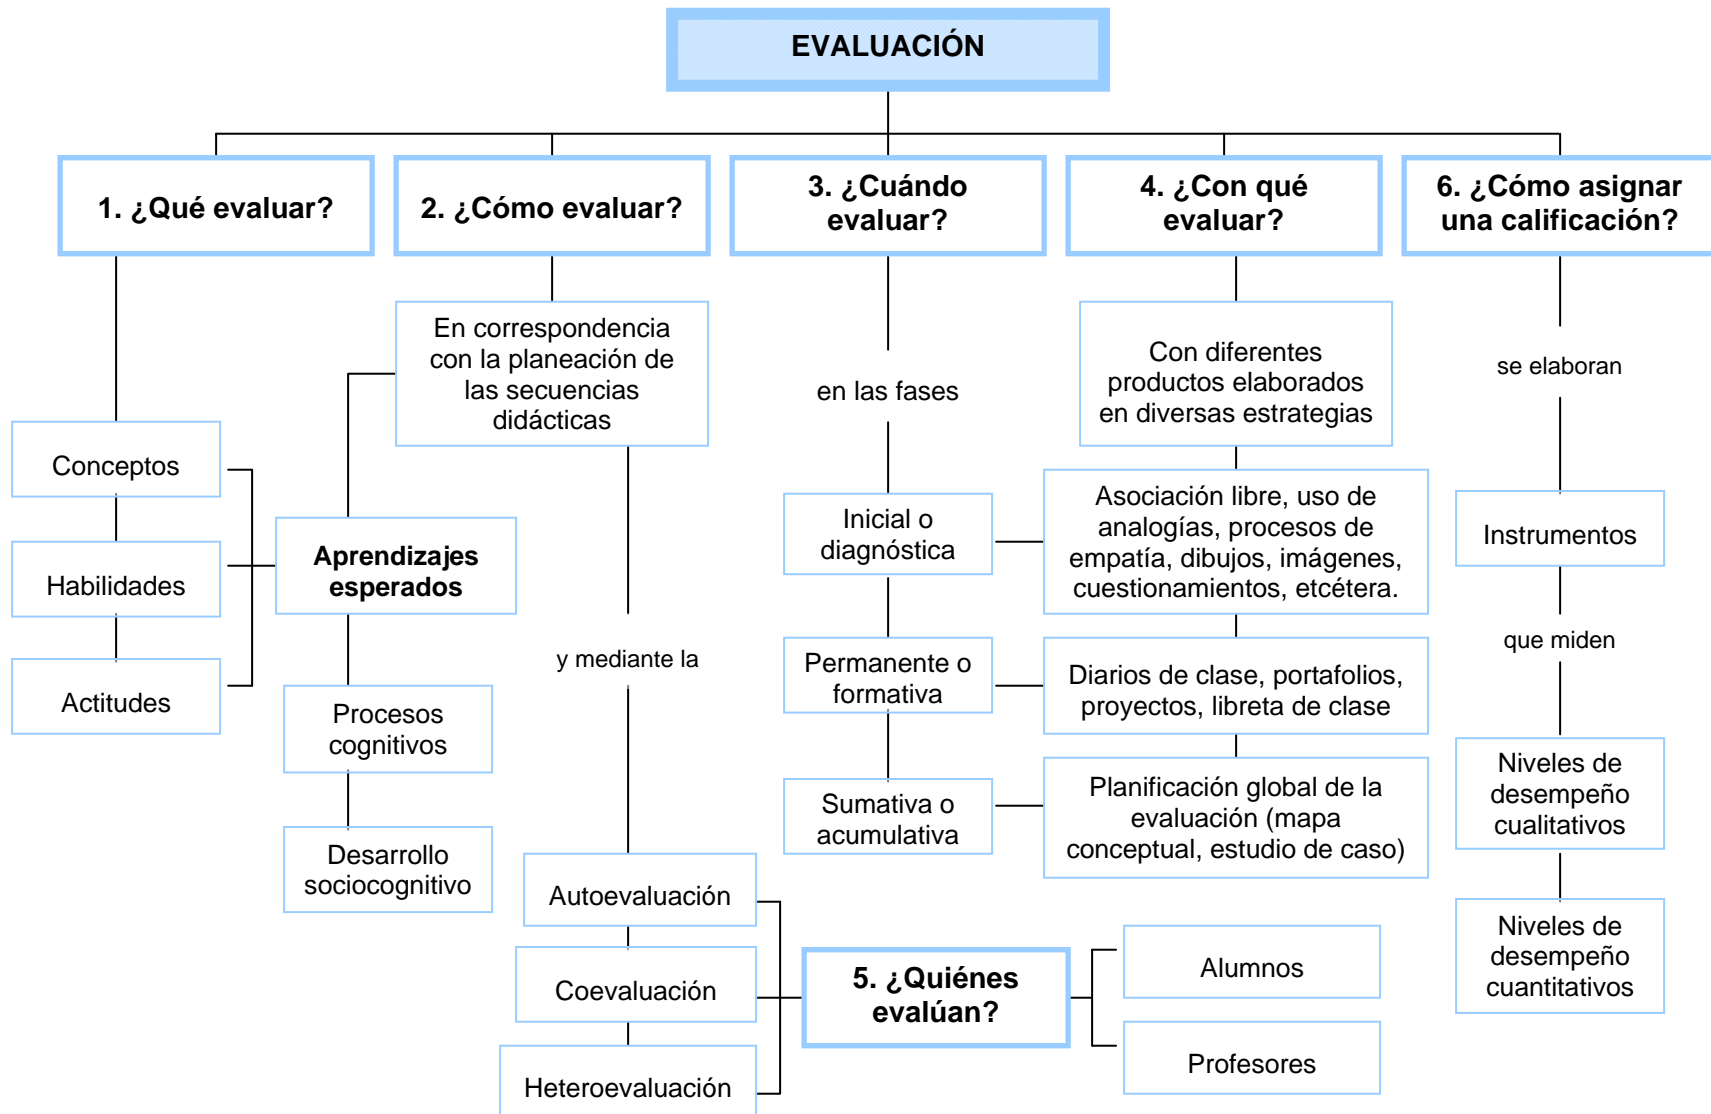 EVALUACIÓN
1. ¿Qué evaluar?
2. ¿Cómo evaluar?
3. ¿Cuándo
evaluar?
4. ¿Con qué
evaluar?
6. ¿Cómo asignar
una calificación?
Conceptos
Habilidades
Actitudes
En correspondencia
con la planeación de
las secuencias
didácticas
Aprendizajes
esperados
Procesos
cognitivos
Desarrollo
sociocognitivo
y mediante la
Autoevaluación
Coevaluación
Heteroevaluación
en las fases
Inicial o
diagnóstica
Permanente o
formativa
Sumativa o
acumulativa
Con diferentes
productos elaborados
en diversas estrategias
Asociación libre, uso de
analogías, procesos de
empatía, dibujos, imágenes,
cuestionamientos, etcétera.
Diarios de clase, portafolios,
proyectos, libreta de clase
Planificación global de la
evaluación (mapa
conceptual, estudio de caso)
5. ¿Quiénes
evalúan?
Alumnos
Profesores
se elaboran
Instrumentos
que miden
Niveles de
desempeño
cualitativos
Niveles de
desempeño
cuantitativos